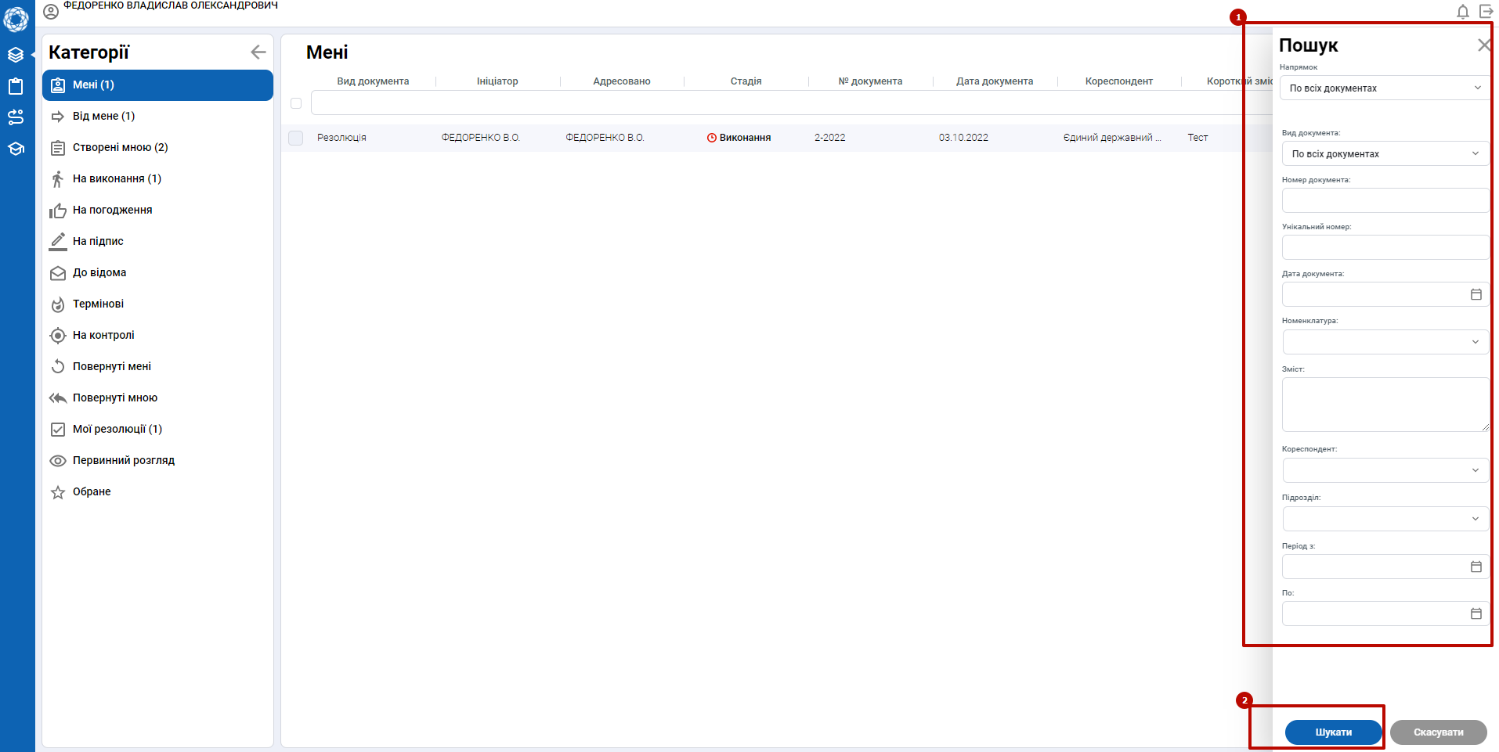 ФЕДОРЕНКО ВЛАДИСЛАВ ОЛЕКСАНДРОВИЧ
Категорії
Мені (1)
Від мене (1)
Створені мною (2)
На виконання (1)
На погодження
На підпис
До відома
Термінові
На контролі
Повернуті мені
Повернуті мною
Мої резолюції (1)
Первинний розгляд
Обране
Мені
Вид документа Ініціатор Адресовано Стадія № документа Дата документа Кореспондент Короткий зміс
Резолюція ФЕДОРЕНКО В.О. ФЕДОРЕНКО В.О. Виконання 2-2022 03.10.2022 Єдиний державний ... Тест
1
Пошук
Напрямок
По всіх документах
Вид документа:
По всіх документах
Номер документа:
Унікальний номер:
Дата документа:
Номенклатура:
Зміст:
Кореспондент:
Підрозділ:
Період з:
По:
2
Шукати Скасувати